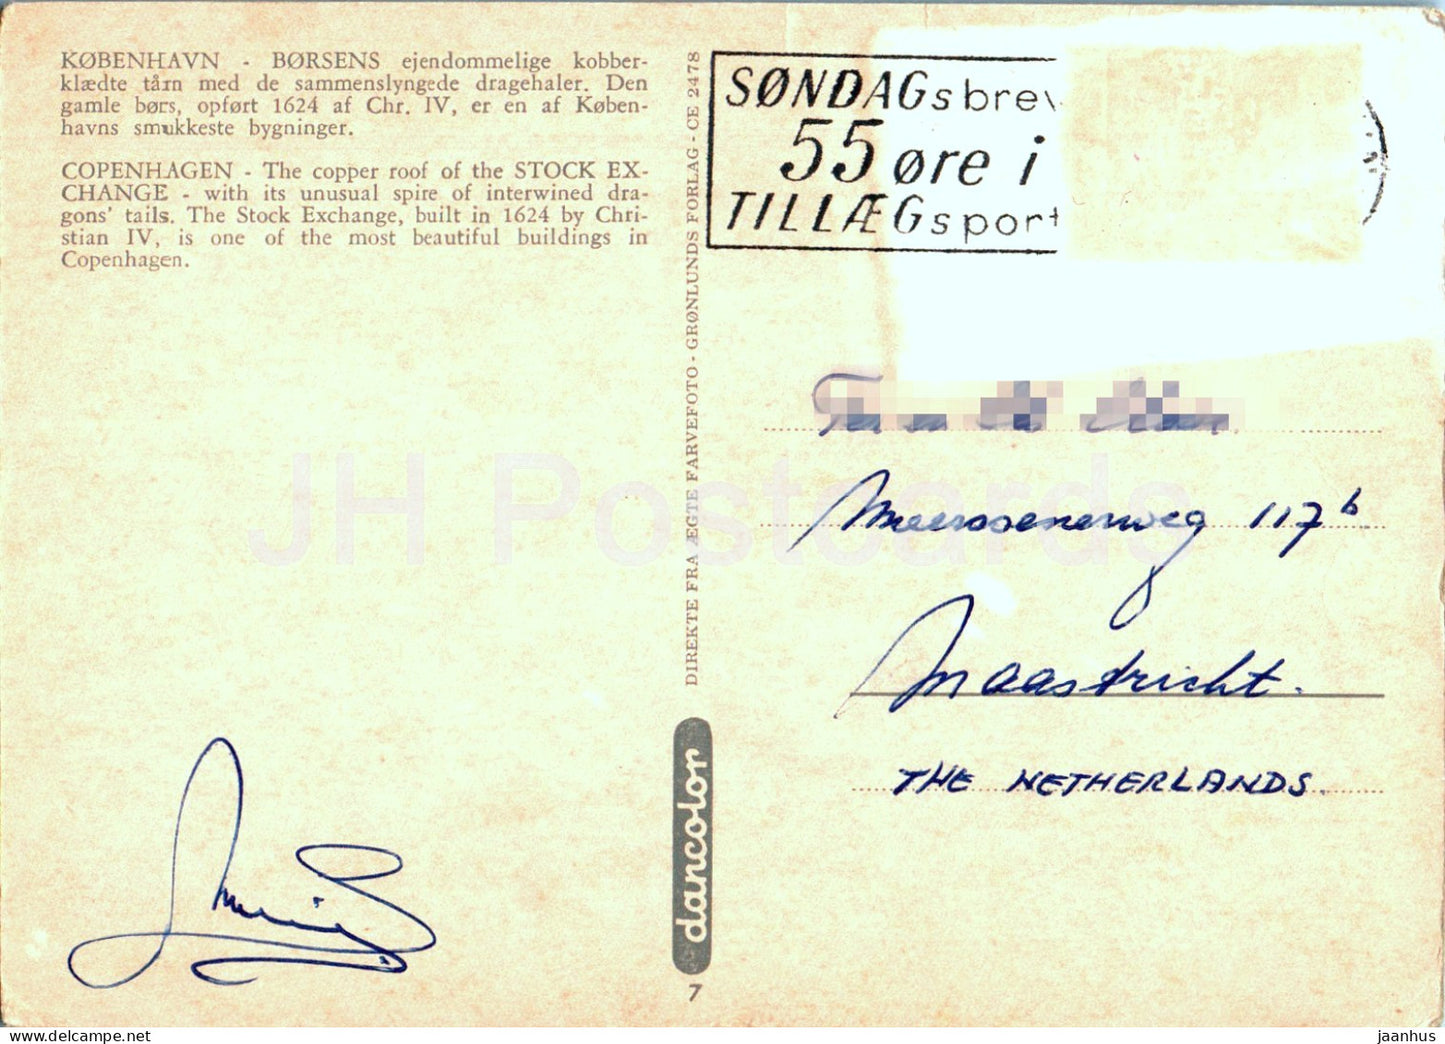 KØBENHAVN - BØRSENS ejendommelige kobber-
klædte tårn med de sammenslyngede dragehaler. Den
gamle børs, opført 1624 af Chr. IV, er en af Køben-
havns smukkeste bygninger.
COPENHAGEN - The copper roof of the STOCK EX-
CHANGE - with its unusual spire of interwined dra-
gons' tails. The Stock Exchange, built in 1624 by Chri-
stian IV, is one of the most beautiful buildings in
Copenhagen.
DIREKTE FRA ÆGTE FARVEFOTO - GRØNLUNDS FORLAG - CE 2478
dancolor
7
SØNDAGsbrev
55 øre i
TILLÆGsport
Meerssenerweg 117b
Maastricht.
THE NETHERLANDS.
JH Postcards
jaanhus